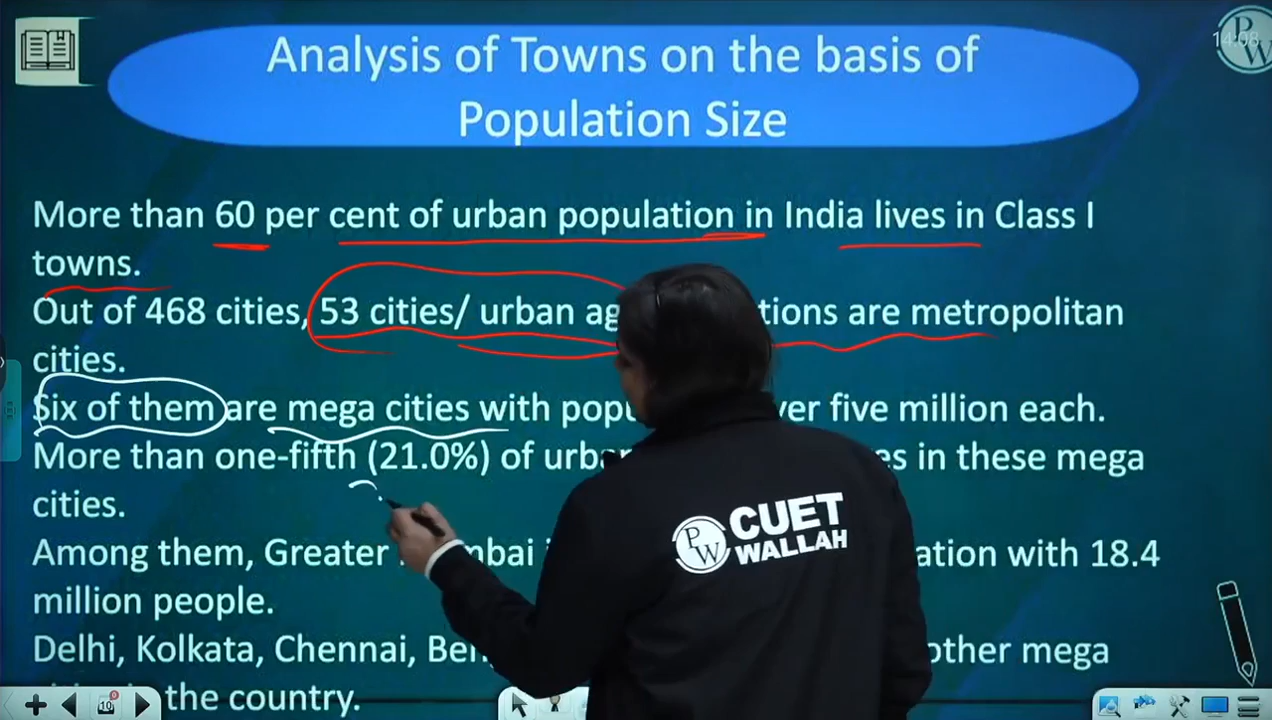 Analysis of Towns on the basis of
Population Size
14:08
PW
More than 60 per cent of urban population in India lives in Class I
towns.
Out of 468 cities, 53 cities/ urban ag tions are metropolitan
cities.
Six of them are mega cities with popu ver five million each.
More than one-fifth (21.0%) of urba es in these mega
cities.
Among them, Greater mbai i ation with 18.4
million people.
Delhi, Kolkata, Chennai, Ben other mega
the country.
PW CUET
WALLAH
10